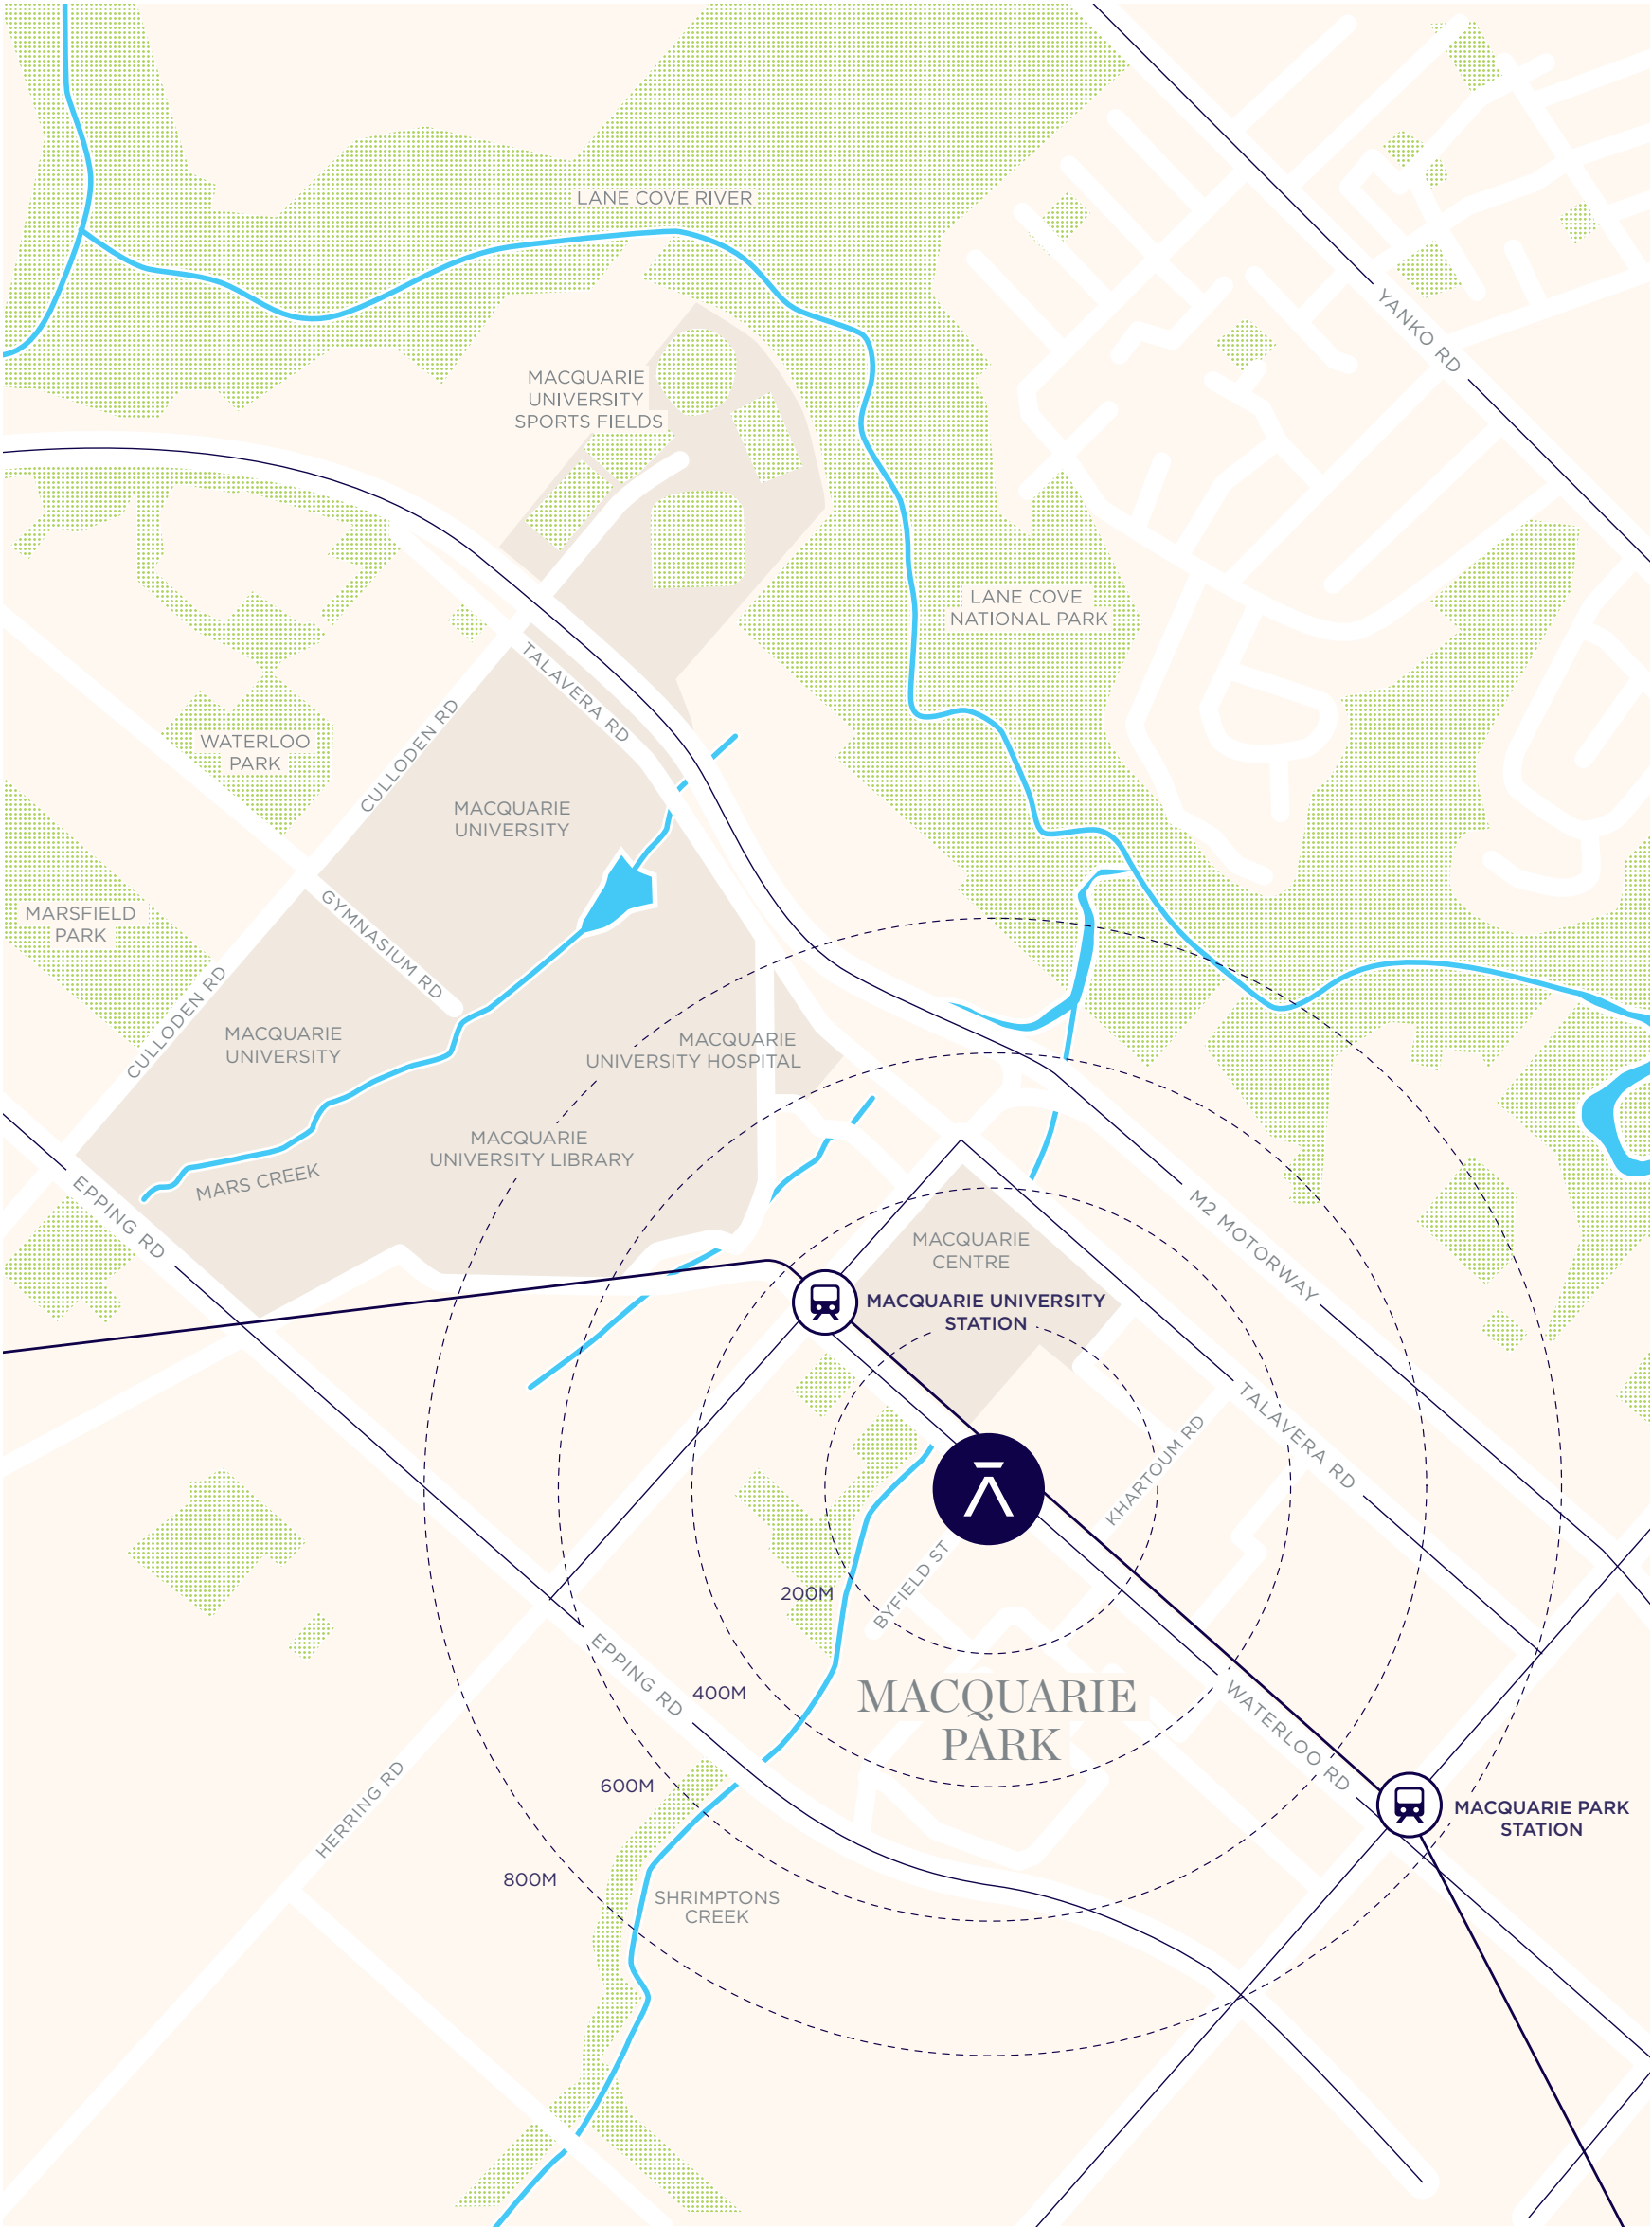 LANE COVE RIVER
YANKO RD
MACQUARIE
UNIVERSITY
SPORTS FIELDS
LANE COVE
NATIONAL PARK
TALAVERA RD
CULLODEN RD
WATERLOO
PARK
MACQUARIE
UNIVERSITY
MARSFIELD
PARK
GYMNASIUM RD
CULLODEN RD
MACQUARIE
UNIVERSITY
MACQUARIE
UNIVERSITY HOSPITAL
MACQUARIE
UNIVERSITY LIBRARY
MARS CREEK
EPPING RD
M2 MOTORWAY
MACQUARIE
CENTRE
MACQUARIE UNIVERSITY
STATION
TALAVERA RD
KHARTOUM RD
BYFIELD ST
200M
EPPING RD
400M
MACQUARIE
PARK
WATERLOO RD
600M
HERRING RD
MACQUARIE PARK
STATION
800M
SHRIMPTONS
CREEK